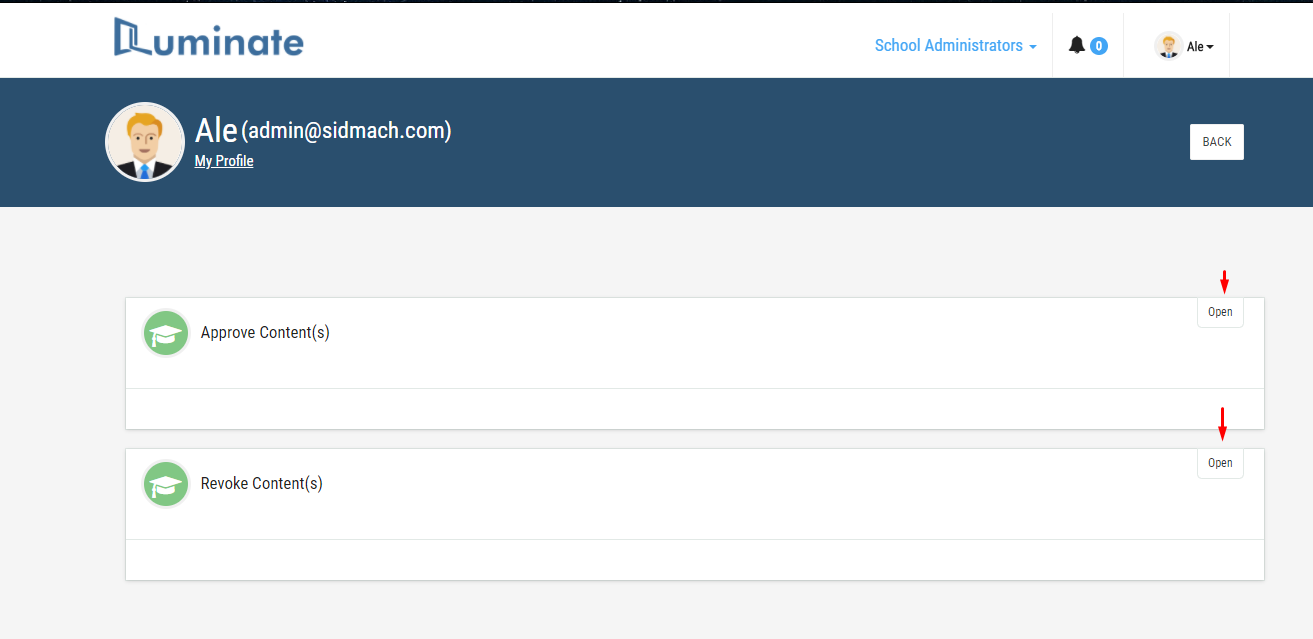 Luminate
School Administrators
0
Ale
Ale (admin@sidmach.com)
My Profile
BACK
Open
Approve Content(s)
Open
Revoke Content(s)